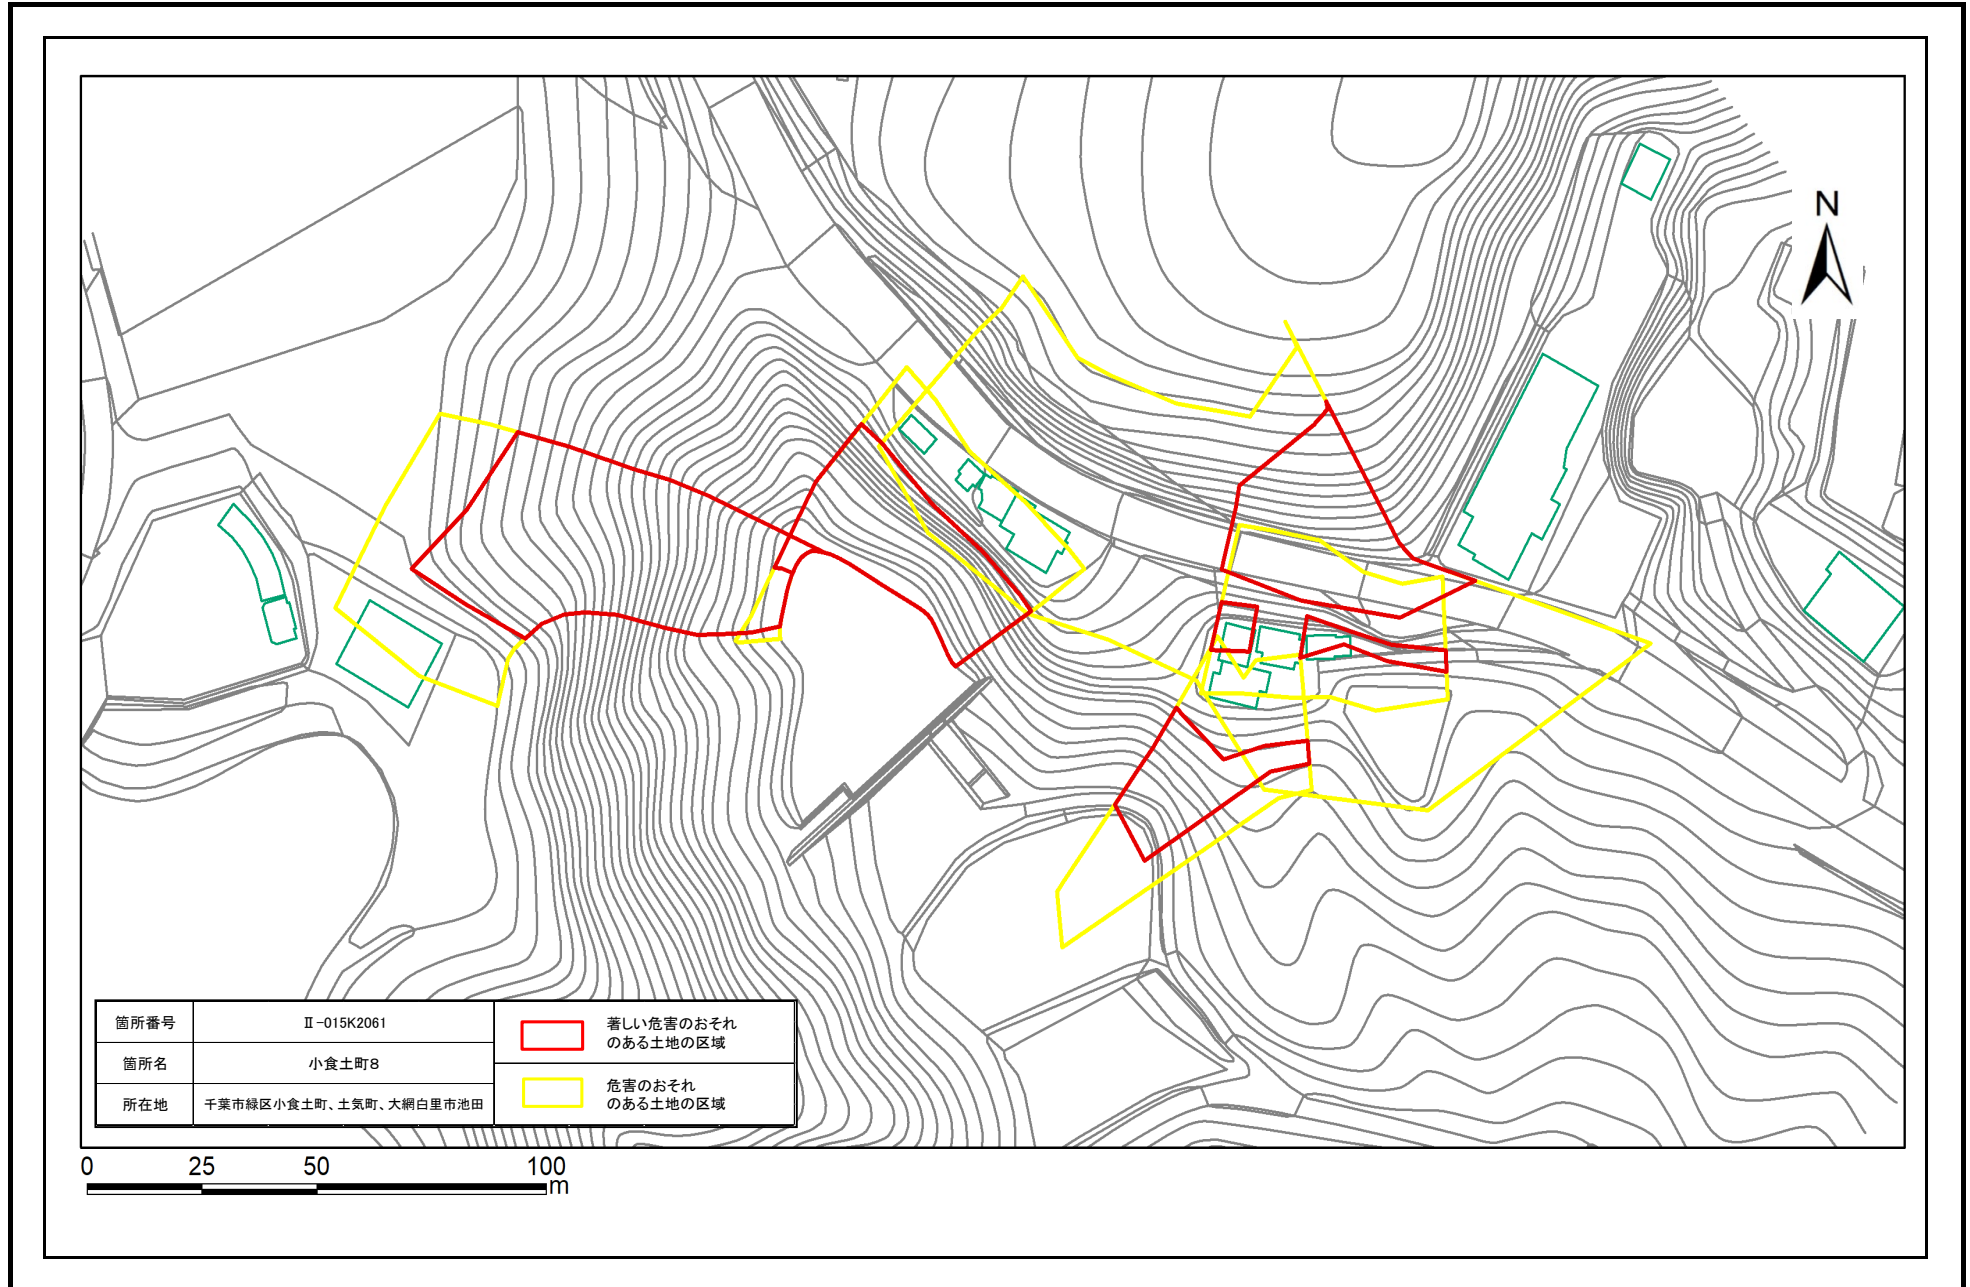 N
箇所番号
Ⅱ-015K2061
箇所名
小食土町8
所在地
千葉市緑区小食土町、土気町、大網白里市池田
著しい危害のおそれ
のある土地の区域
危害のおそれ
のある土地の区域
0 25 50 100
m